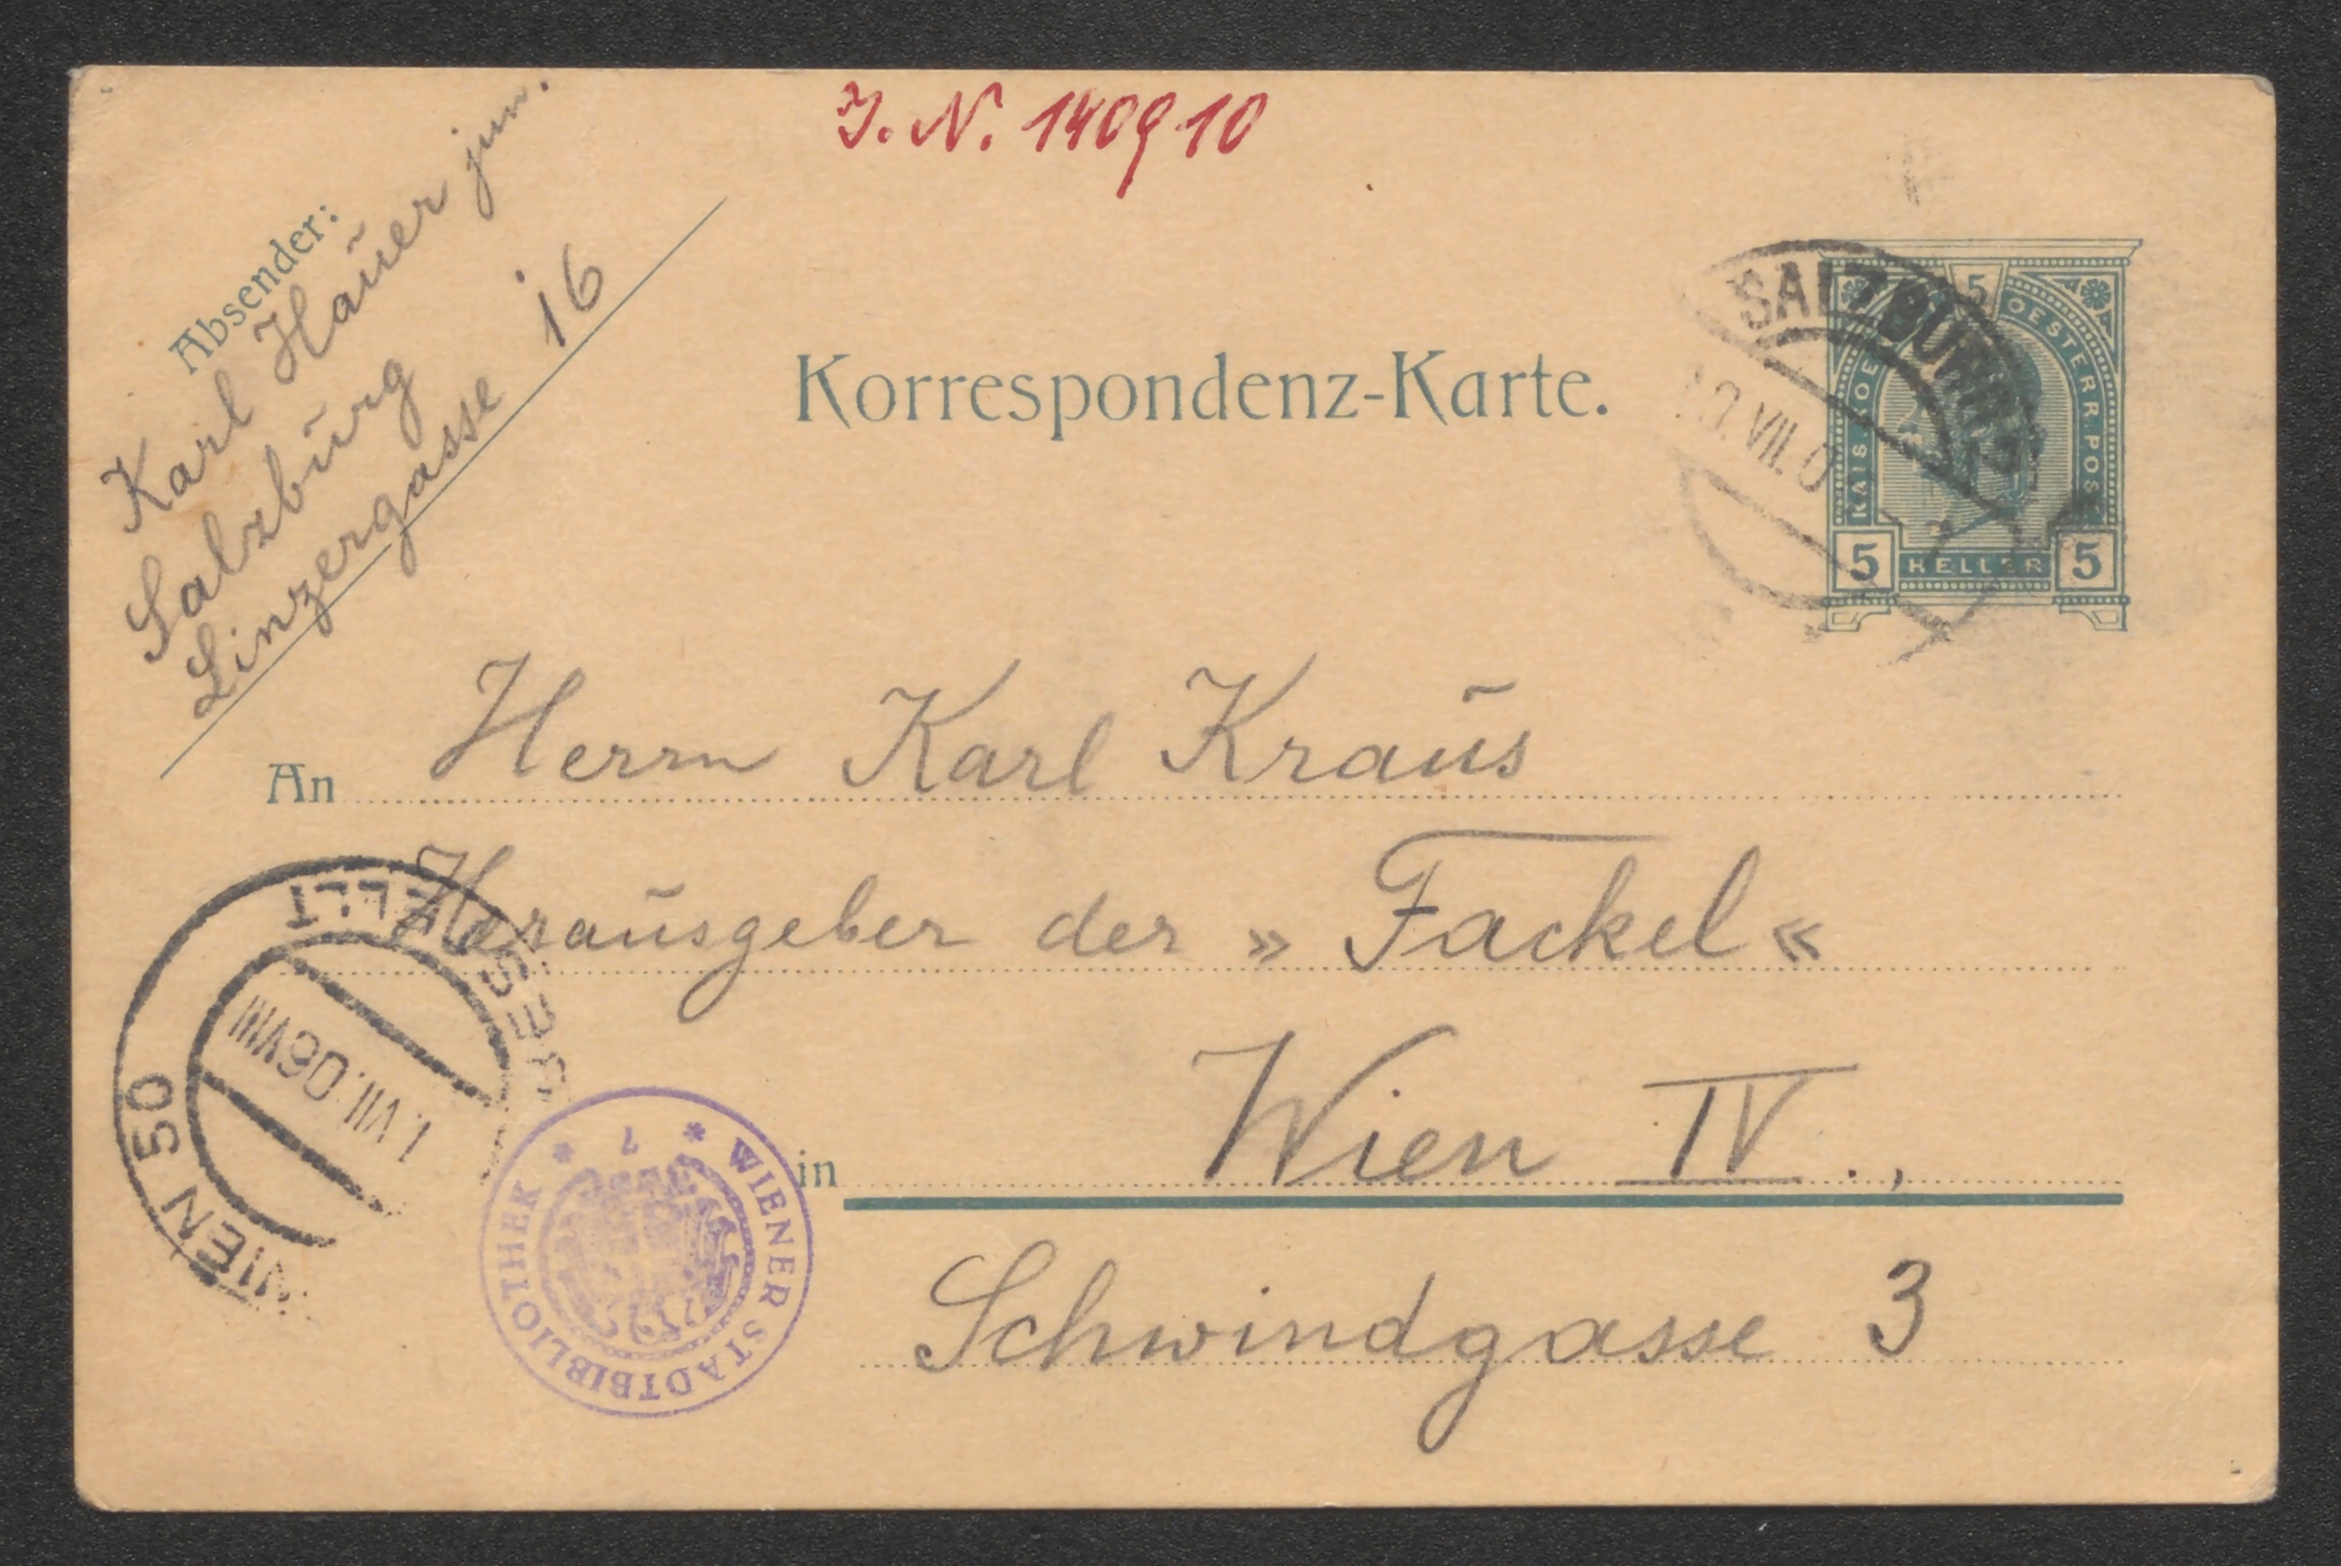 J. N. 140910
Absender:
Karl Hauer jun.
Salzburg
Linzergasse 16
Korrespondenz-Karte.
SALZBURG
VII. 0
5
KAIS. OESTERR. POST
5 HELLER 5
An Herrn Karl Kraus
Herausgeber der »Fackel«
in Wien IV.,
Schwindgasse 3
WIEN 50
BESTELLT
1.VII.06
* WIENER STADTBIBLIOTHEK *